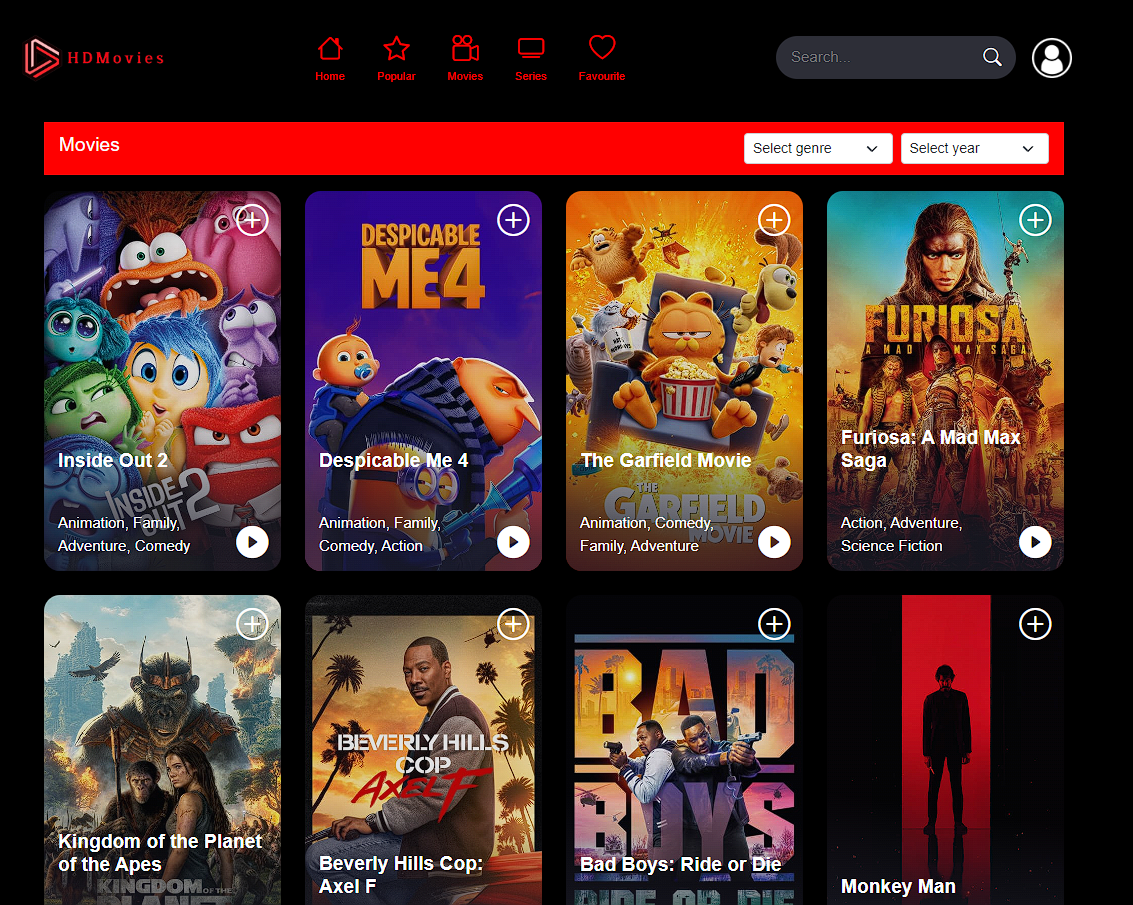 HDMovies
Home
Popular
Movies
Series
Favourite
Search...
Movies
Select genre
Select year
INSIDE
OUT 2
Inside Out 2
Animation, Family,
Adventure, Comedy
DESPICABLE
ME4
Despicable Me 4
Animation, Family,
Comedy, Action
THE
GARFIELD
MOVIE
The Garfield Movie
Animation, Comedy,
Family, Adventure
FURIOSA
A MAD MAX SAGA
Furiosa: A Mad Max
Saga
Action, Adventure,
Science Fiction
Kingdom of the Planet
of the Apes
KINGDOM OF THE
PLANET
BEVERLY HILLS
COP
AXEL F
Beverly Hills Cop:
Axel F
BAD
BOYS
Bad Boys: Ride or Die
RIDE OR DIE
Monkey Man